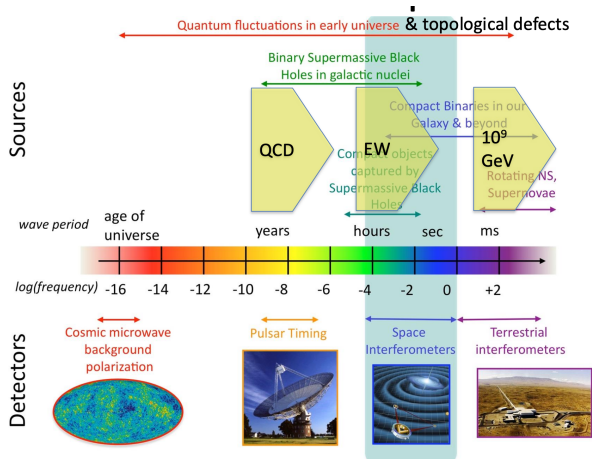 Quantum fluctuations in early universe & topological defects
Binary Supermassive Black
Holes in galactic nuclei
Sources
Compact Binaries in our
Galaxy & beyond
QCD
EW
10⁹
GeV
Compact objects
captured by
Supermassive Black
Holes
Rotating NS,
Supernovae
wave period
age of
universe
years
hours
sec
ms
log(frequency)
-16 -14 -12 -10 -8 -6 -4 -2 0 +2
Detectors
Cosmic microwave
background
polarization
Pulsar Timing
Space
Interferometers
Terrestrial
interferometers